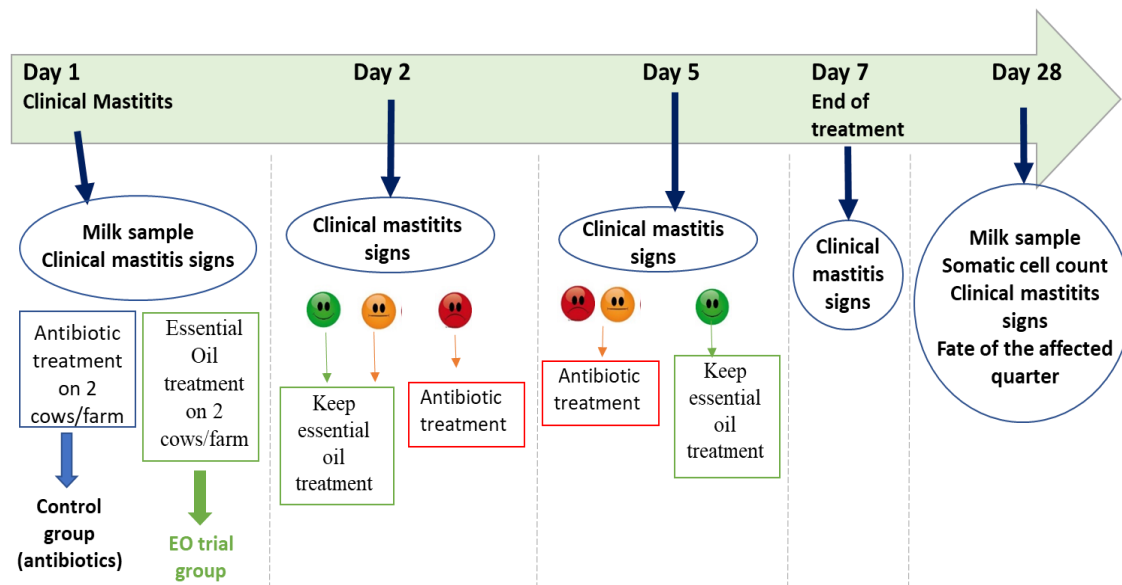 Day 1
Clinical Mastitits
Day 2
Day 5
Day 7
End of
treatment
Day 28
Milk sample
Clinical mastitis signs
Clinical mastitits
signs
Clinical mastitis
signs
Clinical
mastitis
signs
Milk sample
Somatic cell count
Clinical mastitits
signs
Fate of the affected
quarter
Antibiotic
treatment
on 2
cows/farm
Essential
Oil
treatment
on 2
cows/farm
Keep
essential
oil
treatment
Antibiotic
treatment
Antibiotic
treatment
Keep
essential
oil
treatment
Control
group
(antibiotics)
EO trial
group